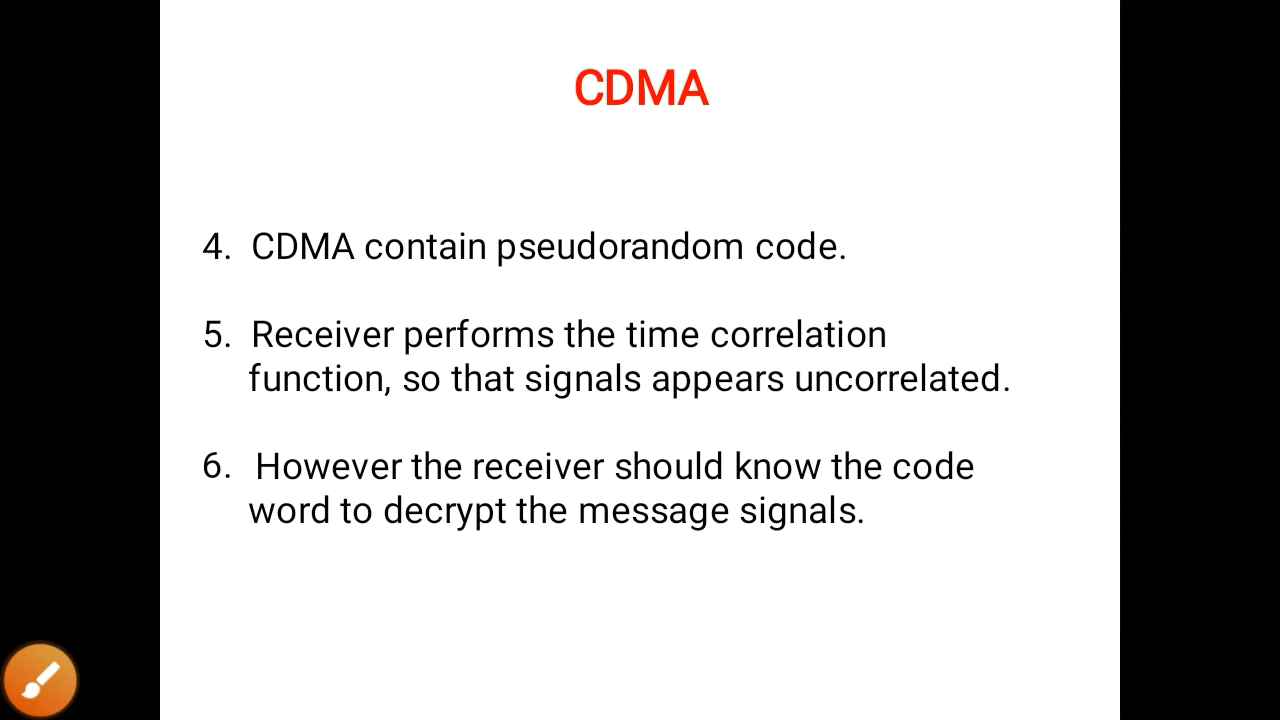 CDMA
4. CDMA contain pseudorandom code.
5. Receiver performs the time correlation
function, so that signals appears uncorrelated.
6. However the receiver should know the code
word to decrypt the message signals.